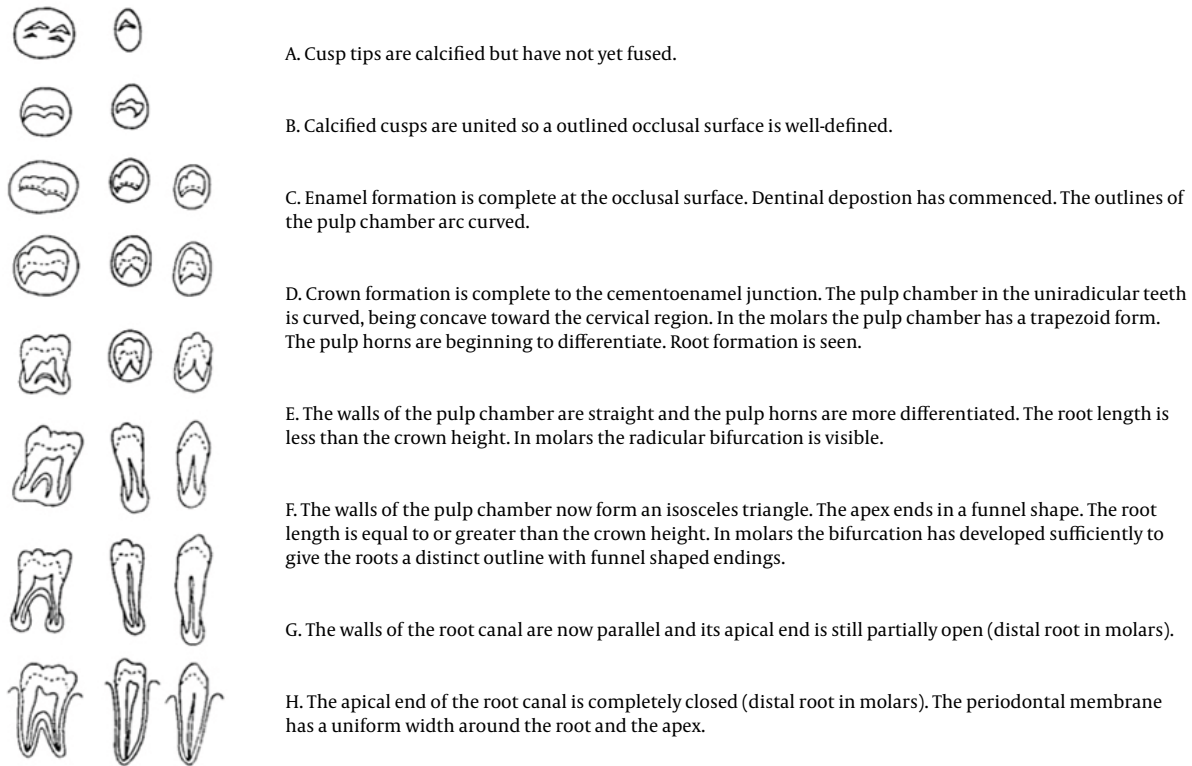 A. Cusp tips are calcified but have not yet fused.
B. Calcified cusps are united so a outlined occlusal surface is well-defined.
C. Enamel formation is complete at the occlusal surface. Dentinal depostion has commenced. The outlines of
the pulp chamber arc curved.
D. Crown formation is complete to the cementoenamel junction. The pulp chamber in the uniradicular teeth
is curved, being concave toward the cervical region. In the molars the pulp chamber has a trapezoid form.
The pulp horns are beginning to differentiate. Root formation is seen.
E. The walls of the pulp chamber are straight and the pulp horns are more differentiated. The root length is
less than the crown height. In molars the radicular bifurcation is visible.
F. The walls of the pulp chamber now form an isosceles triangle. The apex ends in a funnel shape. The root
length is equal to or greater than the crown height. In molars the bifurcation has developed sufficiently to
give the roots a distinct outline with funnel shaped endings.
G. The walls of the root canal are now parallel and its apical end is still partially open (distal root in molars).
H. The apical end of the root canal is completely closed (distal root in molars). The periodontal membrane
has a uniform width around the root and the apex.